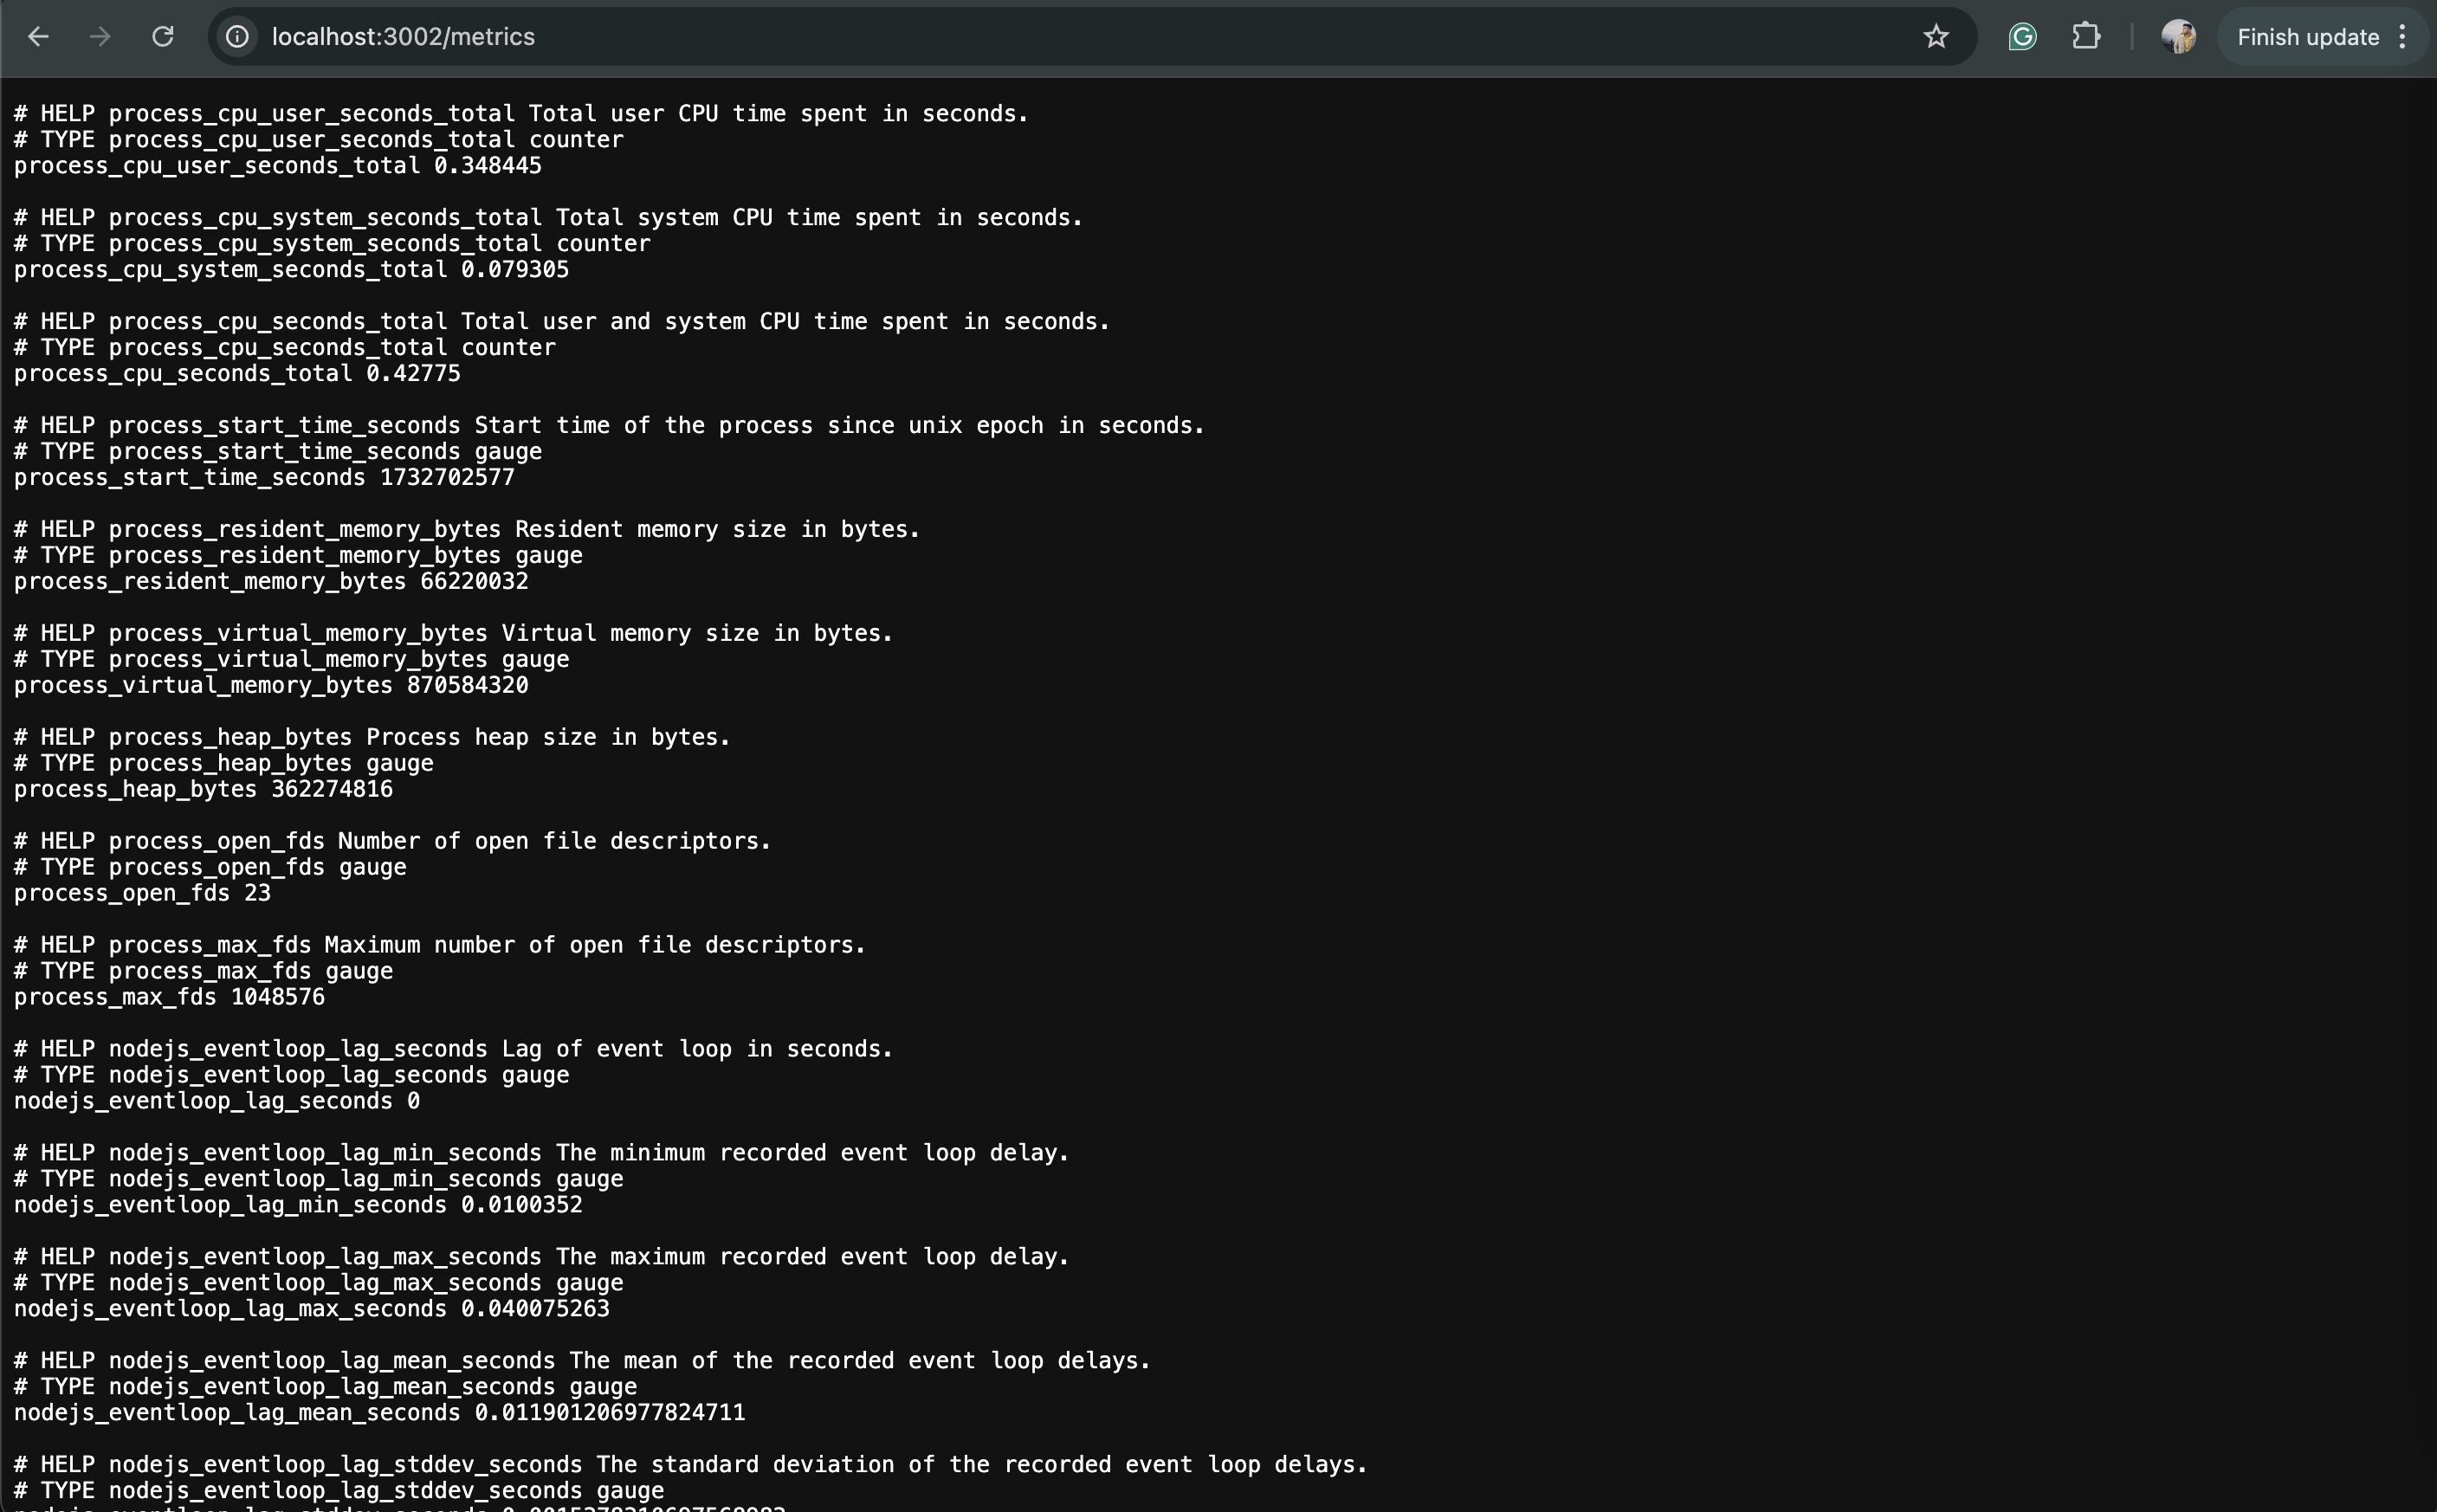 localhost:3002/metrics
Finish update
# HELP process_cpu_user_seconds_total Total user CPU time spent in seconds.
# TYPE process_cpu_user_seconds_total counter
process_cpu_user_seconds_total 0.348445
# HELP process_cpu_system_seconds_total Total system CPU time spent in seconds.
# TYPE process_cpu_system_seconds_total counter
process_cpu_system_seconds_total 0.079305
# HELP process_cpu_seconds_total Total user and system CPU time spent in seconds.
# TYPE process_cpu_seconds_total counter
process_cpu_seconds_total 0.42775
# HELP process_start_time_seconds Start time of the process since unix epoch in seconds.
# TYPE process_start_time_seconds gauge
process_start_time_seconds 1732702577
# HELP process_resident_memory_bytes Resident memory size in bytes.
# TYPE process_resident_memory_bytes gauge
process_resident_memory_bytes 66220032
# HELP process_virtual_memory_bytes Virtual memory size in bytes.
# TYPE process_virtual_memory_bytes gauge
process_virtual_memory_bytes 870584320
# HELP process_heap_bytes Process heap size in bytes.
# TYPE process_heap_bytes gauge
process_heap_bytes 362274816
# HELP process_open_fds Number of open file descriptors.
# TYPE process_open_fds gauge
process_open_fds 23
# HELP process_max_fds Maximum number of open file descriptors.
# TYPE process_max_fds gauge
process_max_fds 1048576
# HELP nodejs_eventloop_lag_seconds Lag of event loop in seconds.
# TYPE nodejs_eventloop_lag_seconds gauge
nodejs_eventloop_lag_seconds 0
# HELP nodejs_eventloop_lag_min_seconds The minimum recorded event loop delay.
# TYPE nodejs_eventloop_lag_min_seconds gauge
nodejs_eventloop_lag_min_seconds 0.0100352
# HELP nodejs_eventloop_lag_max_seconds The maximum recorded event loop delay.
# TYPE nodejs_eventloop_lag_max_seconds gauge
nodejs_eventloop_lag_max_seconds 0.040075263
# HELP nodejs_eventloop_lag_mean_seconds The mean of the recorded event loop delays.
# TYPE nodejs_eventloop_lag_mean_seconds gauge
nodejs_eventloop_lag_mean_seconds 0.011901206977824711
# HELP nodejs_eventloop_lag_stddev_seconds The standard deviation of the recorded event loop delays.
# TYPE nodejs_eventloop_lag_stddev_seconds gauge
nodejs_eventloop_lag_stddev_seconds